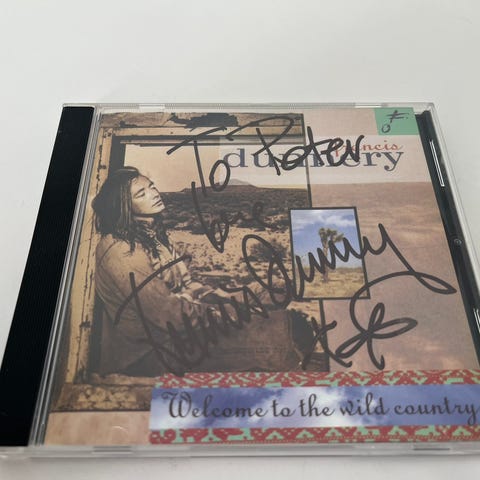 To Peter
francis
dunnery
Love
Francis Dunnery
Welcome to the wild country